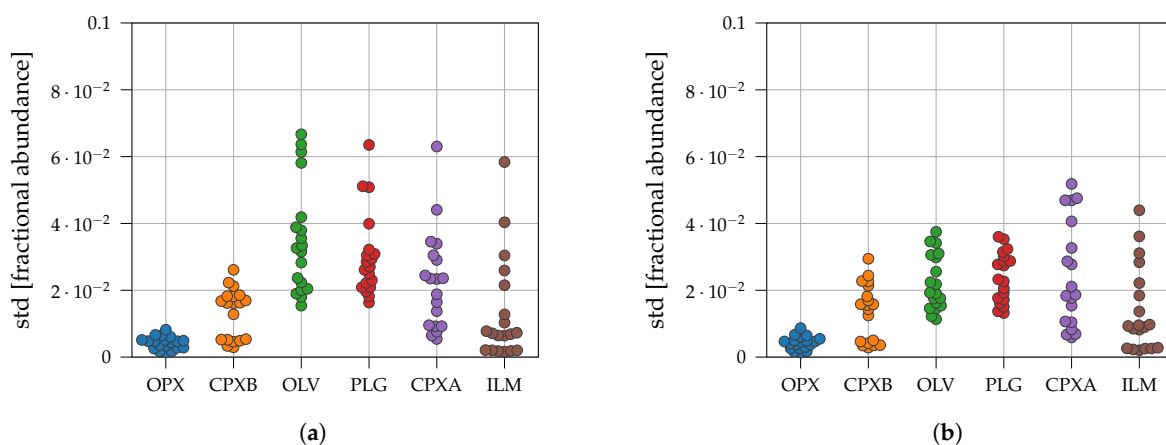 0.1
8 · 10⁻²
6 · 10⁻²
4 · 10⁻²
2 · 10⁻²
0
std [fractional abundance]
OPX CPXB OLV PLG CPXA ILM
(a)
0.1
8 · 10⁻²
6 · 10⁻²
4 · 10⁻²
2 · 10⁻²
0
std [fractional abundance]
OPX CPXB OLV PLG CPXA ILM
(b)